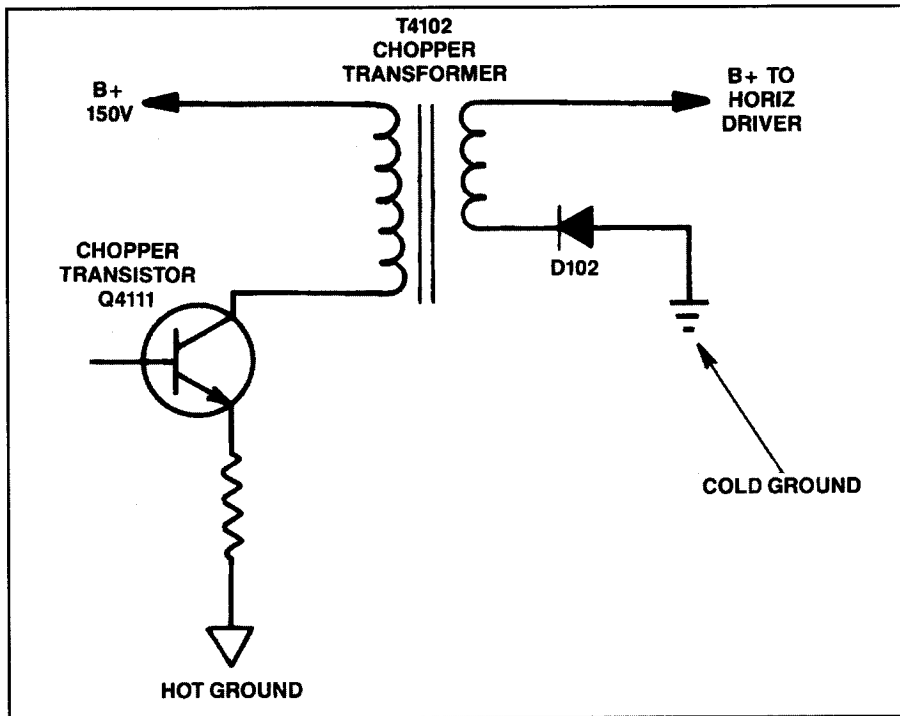 T4102
CHOPPER
TRANSFORMER
B+
150V
B+ TO
HORIZ
DRIVER
CHOPPER
TRANSISTOR
Q4111
D102
COLD GROUND
HOT GROUND